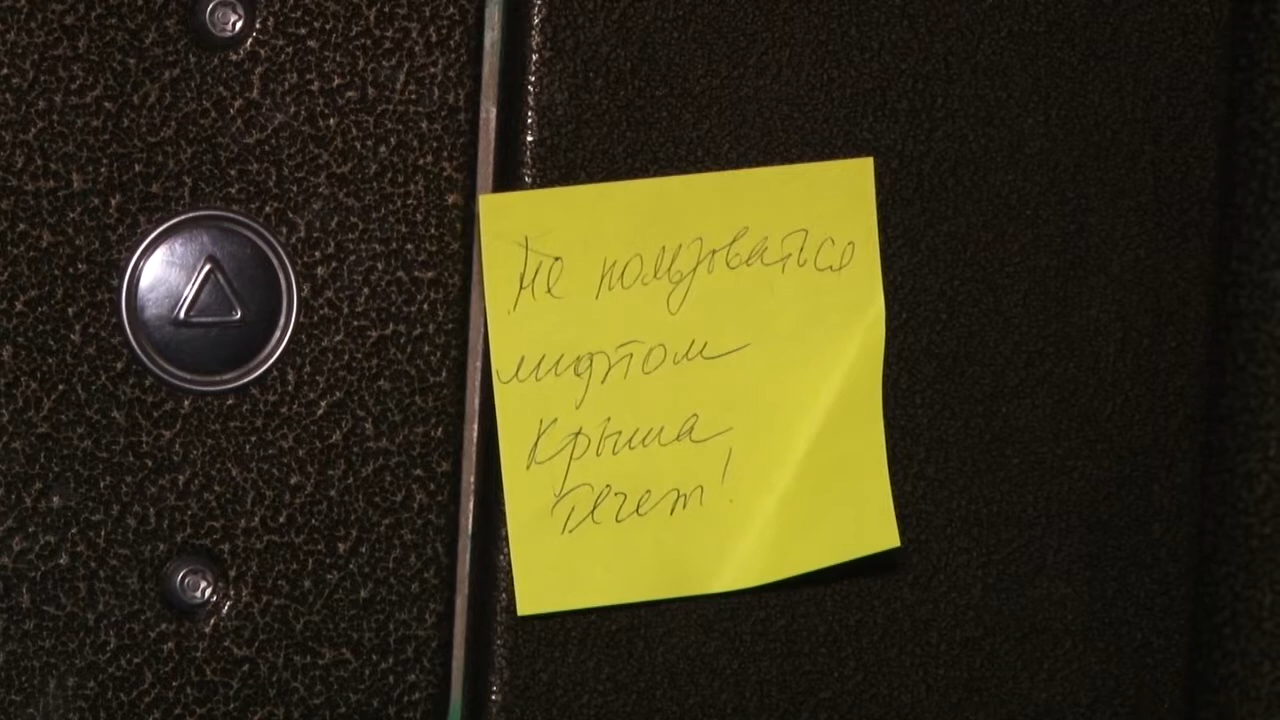 Не пользоваться
лифтом
Крыша
течет!